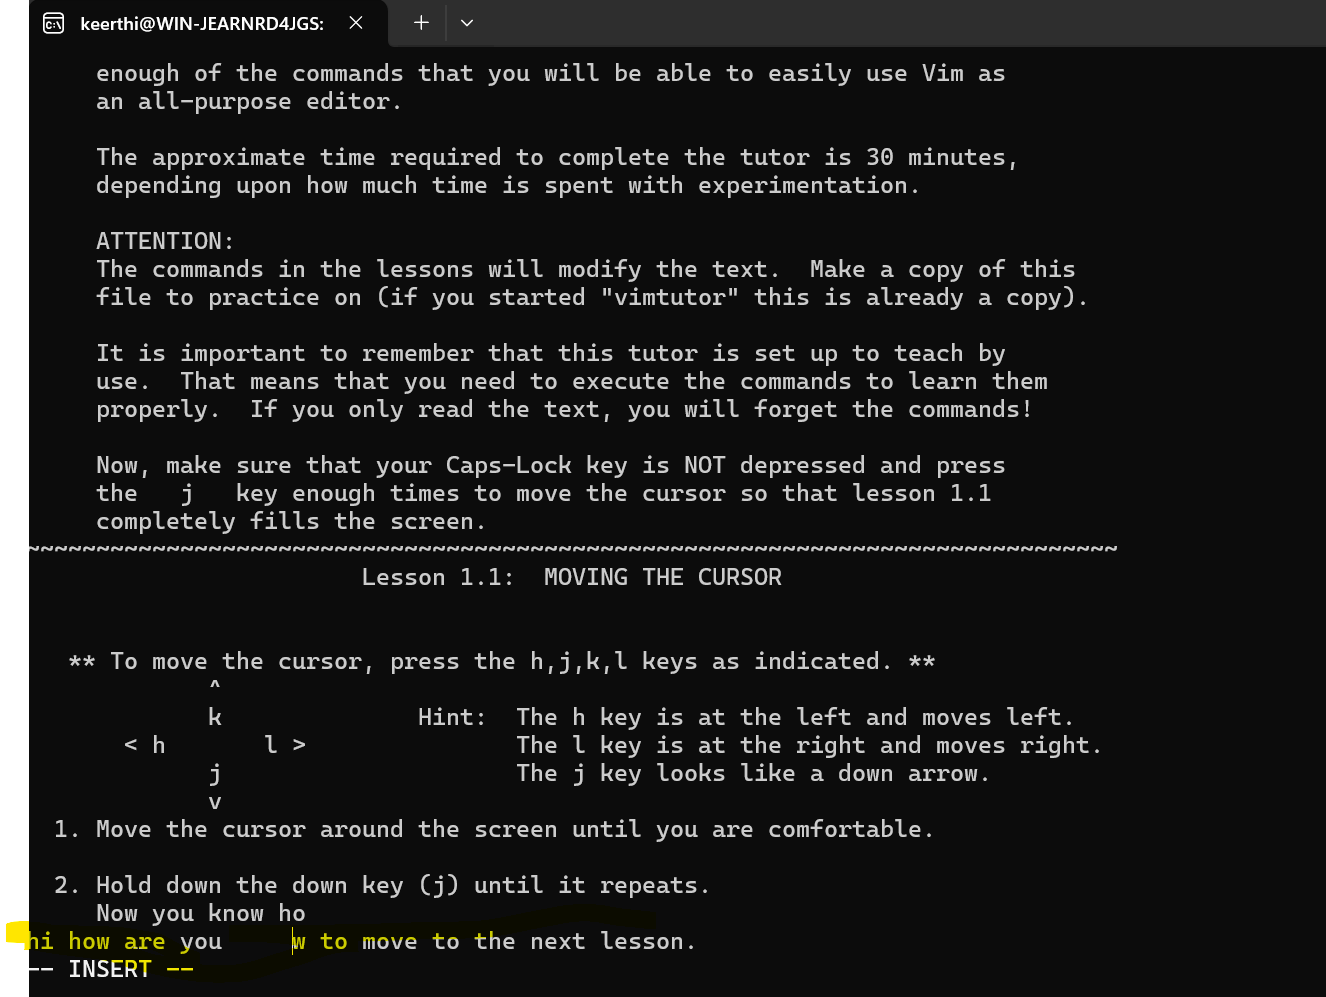 keerthi@WIN-JEARNRD4JGS:
enough of the commands that you will be able to easily use Vim as
an all-purpose editor.
The approximate time required to complete the tutor is 30 minutes,
depending upon how much time is spent with experimentation.
ATTENTION:
The commands in the lessons will modify the text.  Make a copy of this
file to practice on (if you started "vimtutor" this is already a copy).
It is important to remember that this tutor is set up to teach by
use.  That means that you need to execute the commands to learn them
properly.  If you only read the text, you will forget the commands!
Now, make sure that your Caps-Lock key is NOT depressed and press
the   j   key enough times to move the cursor so that lesson 1.1
completely fills the screen.
~~~~~~~~~~~~~~~~~~~~~~~~~~~~~~~~~~~~~~~~~~~~~~~~~~~~~~~~~~~~~~~~~~~~~~~~~~~~~~
Lesson 1.1:  MOVING THE CURSOR
** To move the cursor, press the h,j,k,l keys as indicated. **
^
k              Hint:  The h key is at the left and moves left.
< h       l >               The l key is at the right and moves right.
j                     The j key looks like a down arrow.
v
1. Move the cursor around the screen until you are comfortable.
2. Hold down the down key (j) until it repeats.
Now you know ho
hi how are you     w to move to the next lesson.
-- INSERT --